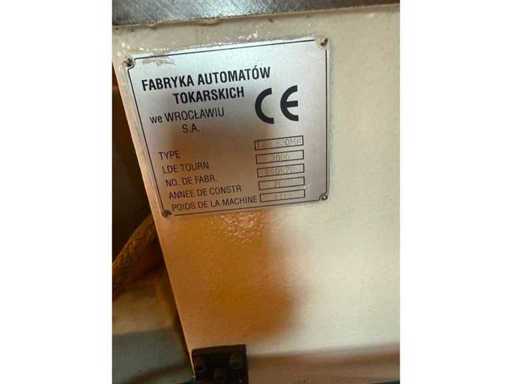 FABRYKA AUTOMATÓW
TOKARSKICH
we WROCŁAWIU
S.A.
CE
TYPE
LDE TOURN
NO. DE FABR.
ANNEE DE CONSTR
POIDS DE LA MACHINE